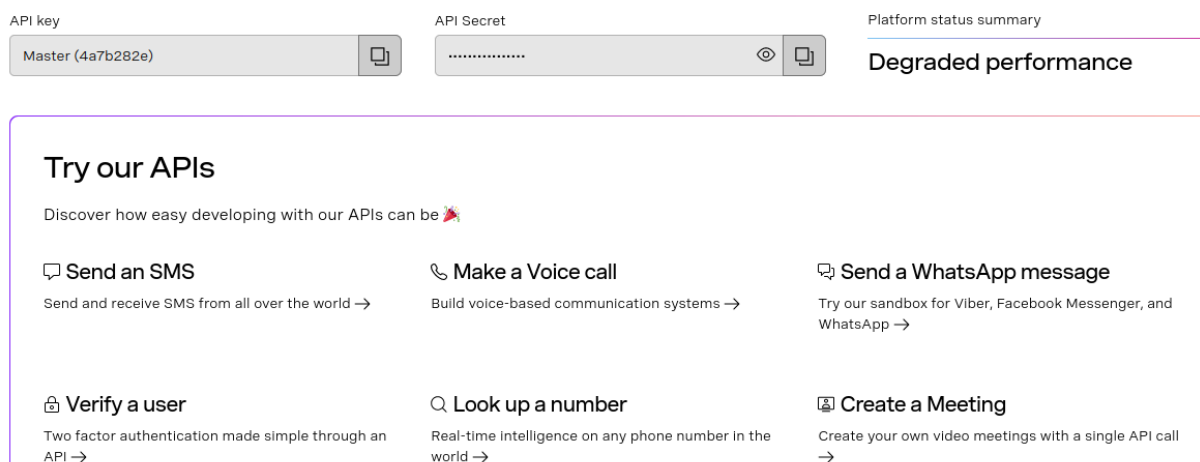 API key
API Secret
Platform status summary
Master (4a7b282e)
••••••••••••••••
Degraded performance
Try our APIs
Discover how easy developing with our APIs can be 🎉
Send an SMS
Send and receive SMS from all over the world →
Make a Voice call
Build voice-based communication systems →
Send a WhatsApp message
Try our sandbox for Viber, Facebook Messenger, and
WhatsApp →
Verify a user
Two factor authentication made simple through an
API →
Look up a number
Real-time intelligence on any phone number in the
world →
Create a Meeting
Create your own video meetings with a single API call
→